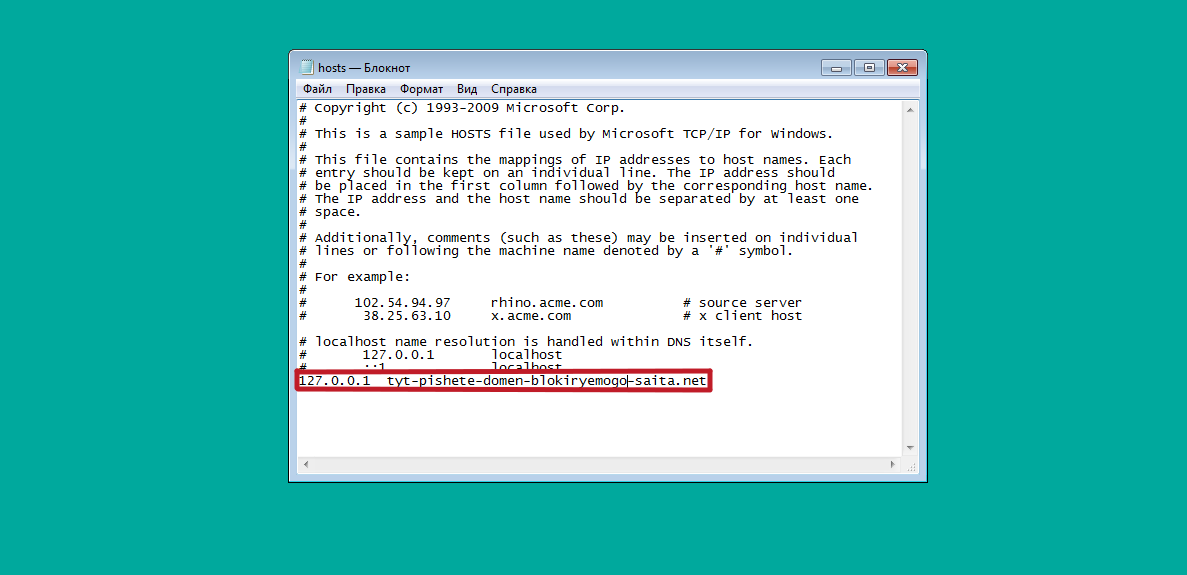 hosts — Блокнот
Файл Правка Формат Вид Справка
# Copyright (c) 1993-2009 Microsoft Corp.
#
# This is a sample HOSTS file used by Microsoft TCP/IP for Windows.
#
# This file contains the mappings of IP addresses to host names. Each
# entry should be kept on an individual line. The IP address should
# be placed in the first column followed by the corresponding host name.
# The IP address and the host name should be separated by at least one
# space.
#
# Additionally, comments (such as these) may be inserted on individual
# lines or following the machine name denoted by a '#' symbol.
#
# For example:
#
#      102.54.94.97     rhino.acme.com          # source server
#       38.25.63.10     x.acme.com              # x client host

# localhost name resolution is handled within DNS itself.
#       127.0.0.1       localhost
#       ::1             localhost
127.0.0.1  tyt-pishete-domen-blokiryemogo-saita.net